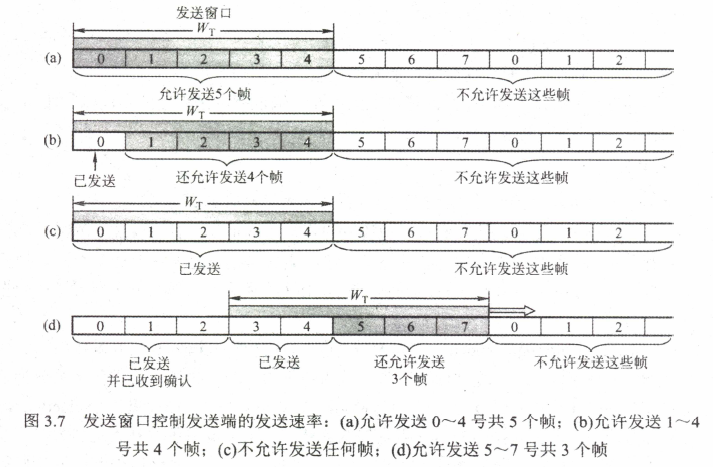 发送窗口
W_T
(a) 0 1 2 3 4 5 6 7 0 1 2
允许发送5个帧 不允许发送这些帧
W_T
(b) 0 1 2 3 4 5 6 7 0 1 2
已发送 还允许发送4个帧 不允许发送这些帧
W_T
(c) 0 1 2 3 4 5 6 7 0 1 2
已发送 不允许发送这些帧
W_T
(d) 0 1 2 3 4 5 6 7 0 1 2
已发送 已发送 还允许发送 不允许发送这些帧
并已收到确认 3个帧
图 3.7 发送窗口控制发送端的发送速率：(a)允许发送 0～4 号共 5 个帧；(b)允许发送 1～4
号共 4 个帧；(c)不允许发送任何帧；(d)允许发送 5～7 号共 3 个帧